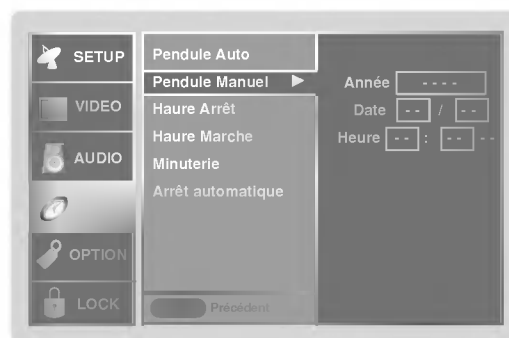 SETUP
VIDEO
AUDIO
OPTION
LOCK
Pendule Auto
Pendule Manuel ►
Haure Arrêt
Haure Marche
Minuterie
Arrêt automatique
Précédent
Année - - - -
Date - - / - -
Heure - - : - - - -